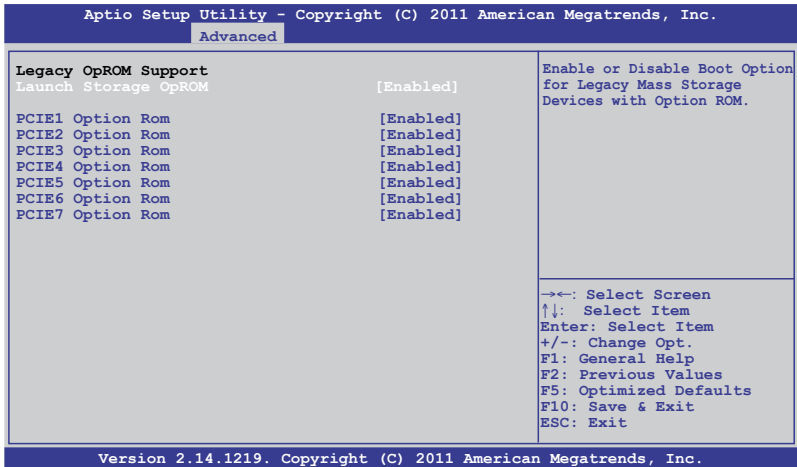 Aptio Setup Utility - Copyright (C) 2011 American Megatrends, Inc.
Advanced
Legacy OpROM Support
Launch Storage OpROM [Enabled]
PCIE1 Option Rom [Enabled]
PCIE2 Option Rom [Enabled]
PCIE3 Option Rom [Enabled]
PCIE4 Option Rom [Enabled]
PCIE5 Option Rom [Enabled]
PCIE6 Option Rom [Enabled]
PCIE7 Option Rom [Enabled]
Enable or Disable Boot Option
for Legacy Mass Storage
Devices with Option ROM.
→←: Select Screen
↑↓: Select Item
Enter: Select Item
+/-: Change Opt.
F1: General Help
F2: Previous Values
F5: Optimized Defaults
F10: Save & Exit
ESC: Exit
Version 2.14.1219. Copyright (C) 2011 American Megatrends, Inc.